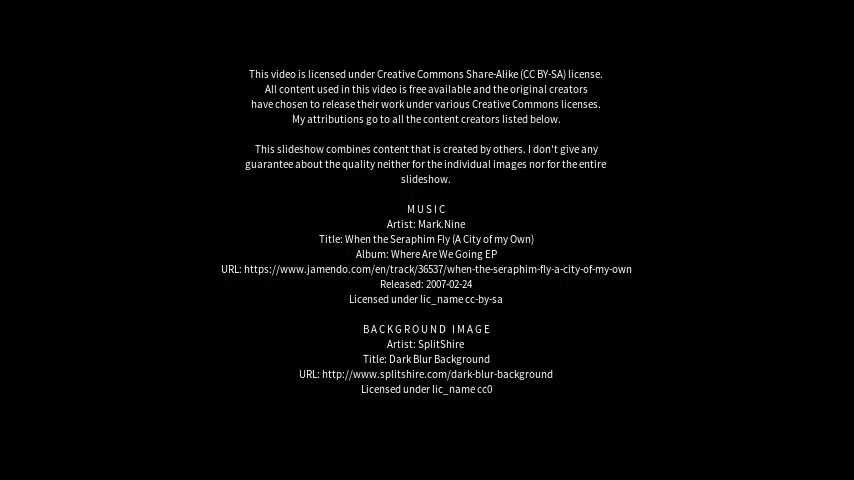 This video is licensed under Creative Commons Share-Alike (CC BY-SA) license.
All content used in this video is free available and the original creators
have chosen to release their work under various Creative Commons licenses.
My attributions go to all the content creators listed below.
This slideshow combines content that is created by others. I don't give any
guarantee about the quality neither for the individual images nor for the entire
slideshow.
MUSIC
Artist: Mark.Nine
Title: When the Seraphim Fly (A City of my Own)
Album: Where Are We Going EP
URL: https://www.jamendo.com/en/track/36537/when-the-seraphim-fly-a-city-of-my-own
Released: 2007-02-24
Licensed under lic_name cc-by-sa
BACKGROUND IMAGE
Artist: SplitShire
Title: Dark Blur Background
URL: http://www.splitshire.com/dark-blur-background
Licensed under lic_name cc0